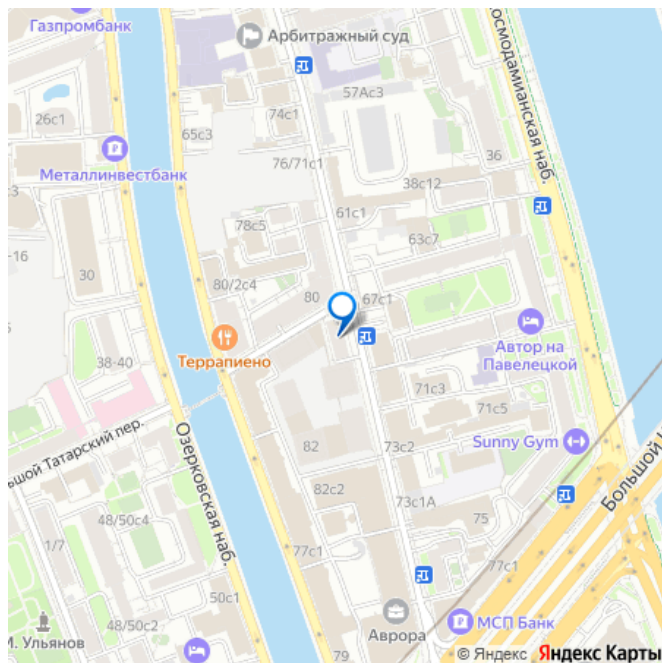 Газпромбанк
Арбитражный суд
осмодамианская наб.
57Ас3
26с1
74с1
65с3
Металлинвестбанк
76/71с1
36
38с12
61с1
-3
78с5
63с7
-16
30
80/2с4
80
67с1
Террапиено
Автор на
Павелецкой
38-40
71с3
71с5
льшой Татарский пер.
Озерковская наб.
82
73с2
Sunny Gym
82с2
73с1А
Большой
48/50с4
75
1/7
77с1
77с1
50с1
М. Ульянов
48/50с2
Аврора
МСП Банк
79
© Яндекс Яндекс Карты